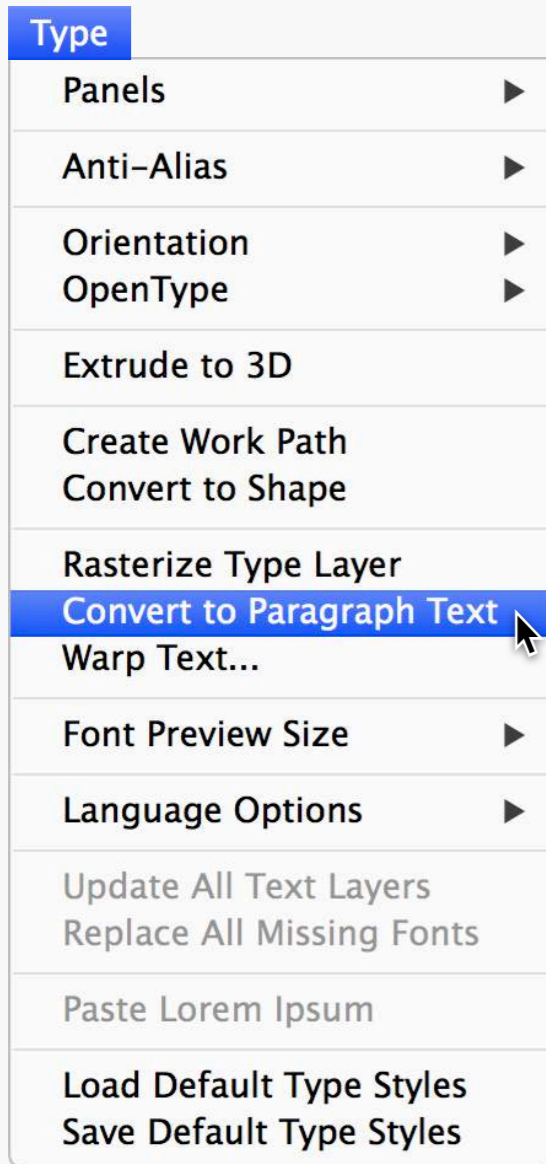 Type
Panels
Anti-Alias
Orientation
OpenType
Extrude to 3D
Create Work Path
Convert to Shape
Rasterize Type Layer
Convert to Paragraph Text
Warp Text...
Font Preview Size
Language Options
Update All Text Layers
Replace All Missing Fonts
Paste Lorem Ipsum
Load Default Type Styles
Save Default Type Styles